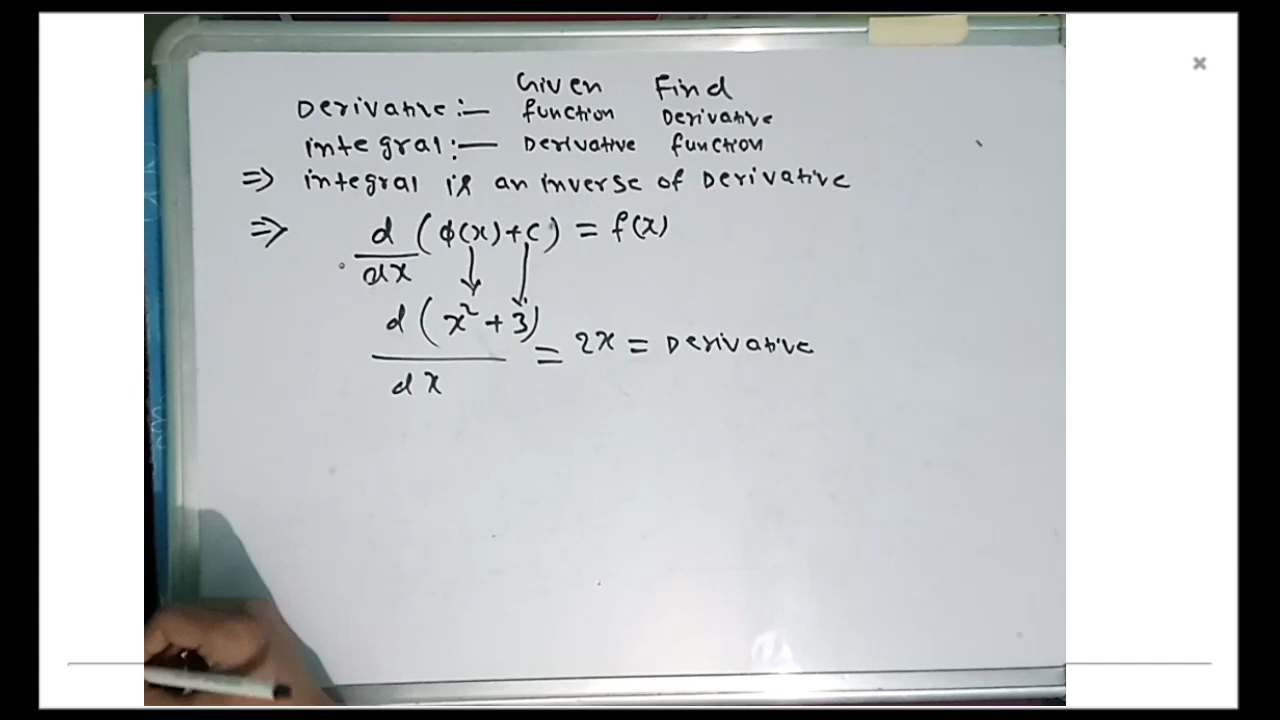 Given Find
Derivative:— function Derivative
integral:— Derivative function
⇒ integral is an inverse of Derivative
⇒ d/dx (ϕ(x)+c) = f(x)
d(x²+3)/dx = 2x = Derivative